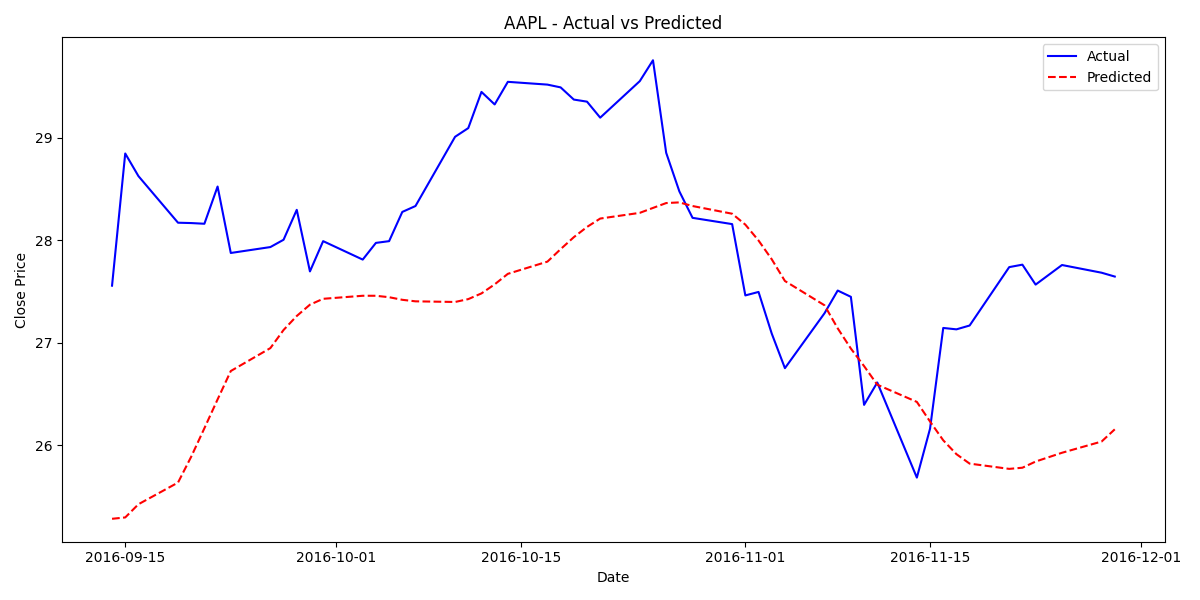 AAPL - Actual vs Predicted
Actual
Predicted
Close Price
29
28
27
26
2016-09-15
2016-10-01
2016-10-15
2016-11-01
2016-11-15
2016-12-01
Date